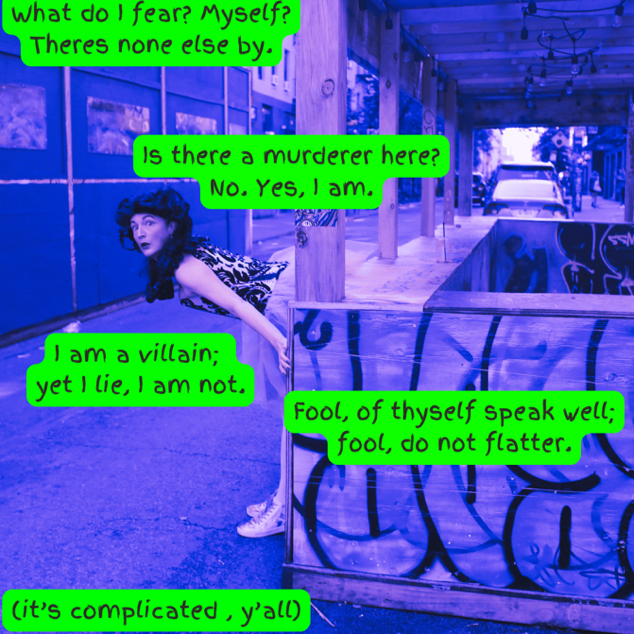 What do I fear? Myself?
Theres none else by.
Is there a murderer here?
No. Yes, I am.
I am a villain;
yet I lie, I am not.
Fool, of thyself speak well;
fool, do not flatter.
(it's complicated , y'all)